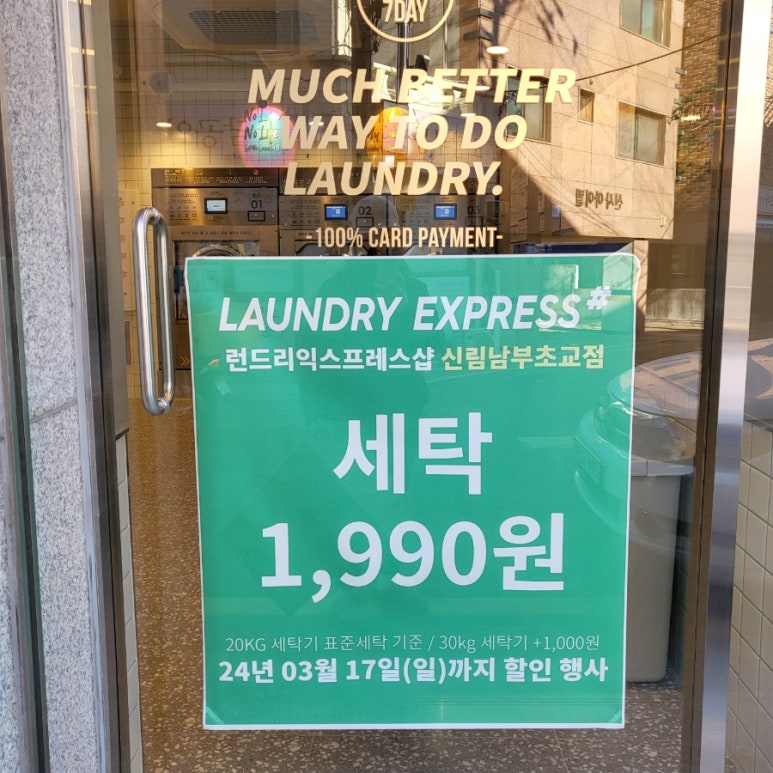 7DAY
MUCH BETTER
WAY TO DO
LAUNDRY.
-100% CARD PAYMENT-
01
02
LAUNDRY EXPRESS#
런드리익스프레스샵 신림남부초교점
세탁
1,990원
20KG 세탁기 표준세탁 기준 / 30kg 세탁기 +1,000원
24년 03월 17일(일)까지 할인 행사